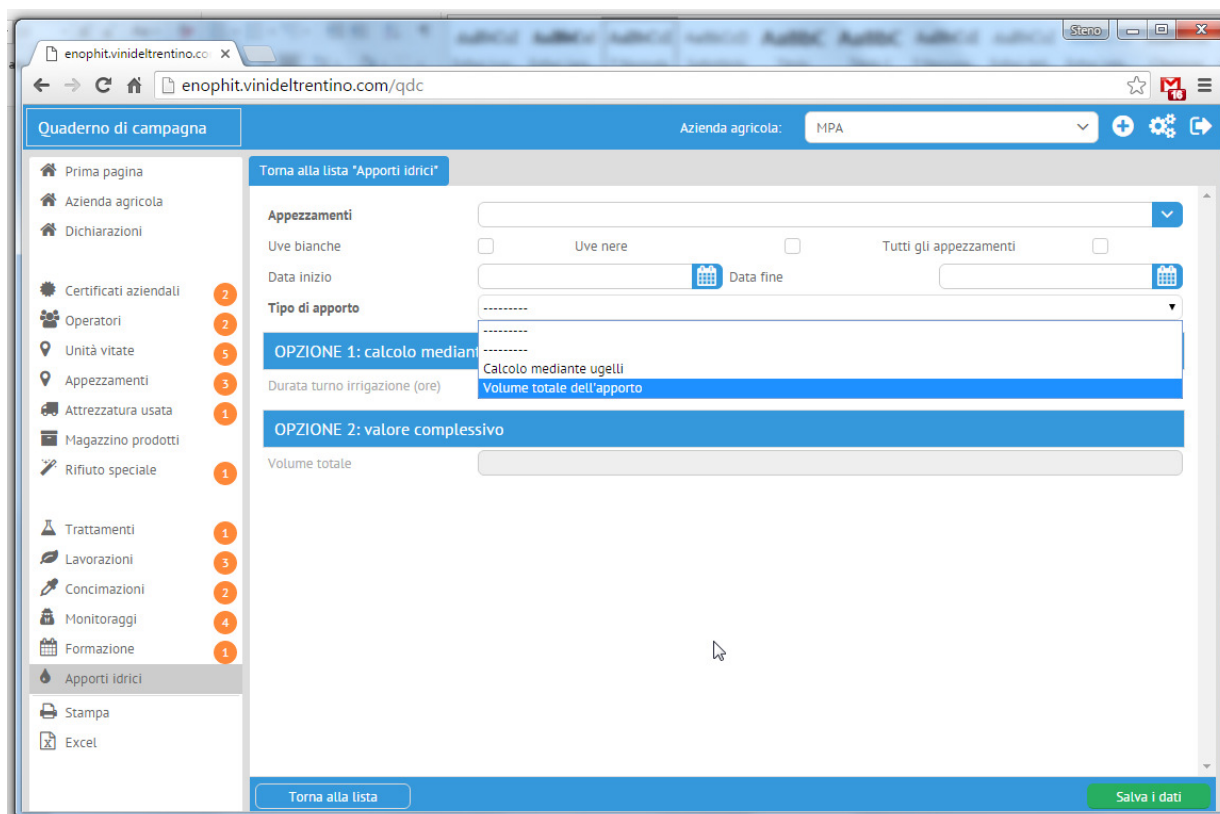 Steno
enophit.vinideltrentino.co
enophit.vinideltrentino.com/qdc
16
Quaderno di campagna
Azienda agricola: MPA
Prima pagina
Azienda agricola
Dichiarazioni
Certificati aziendali 2
Operatori 2
Unità vitate 5
Appezzamenti 3
Attrezzatura usata 1
Magazzino prodotti
Rifiuto speciale 1
Trattamenti 1
Lavorazioni 3
Concimazioni 2
Monitoraggi 4
Formazione 1
Apporti idrici
Stampa
Excel
Torna alla lista "Apporti idrici"
Appezzamenti
Uve bianche Uve nere Tutti gli appezzamenti
Data inizio Data fine
Tipo di apporto ---------
---------
---------
Calcolo mediante ugelli
Volume totale dell'apporto
OPZIONE 1: calcolo mediant
Durata turno irrigazione (ore)
OPZIONE 2: valore complessivo
Volume totale
Torna alla lista Salva i dati